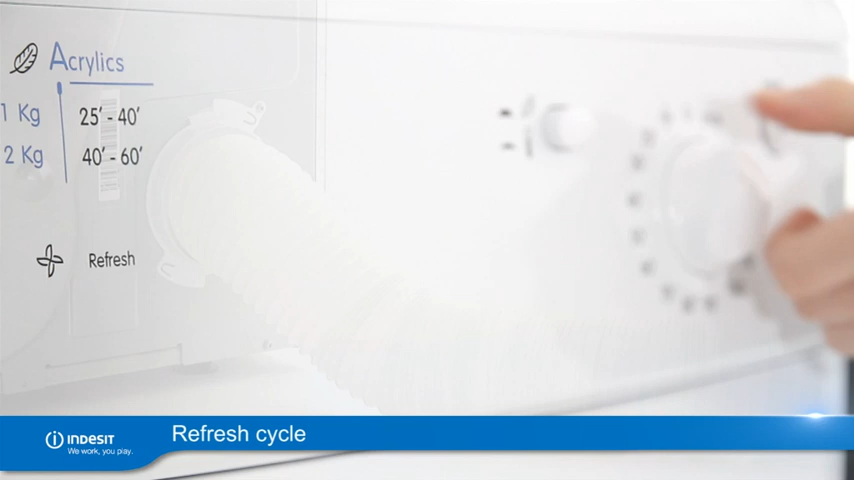 Acrylics
1 Kg 25' - 40'
2 Kg 40' - 60'
Refresh
INDESIT
We work, you play.
Refresh cycle